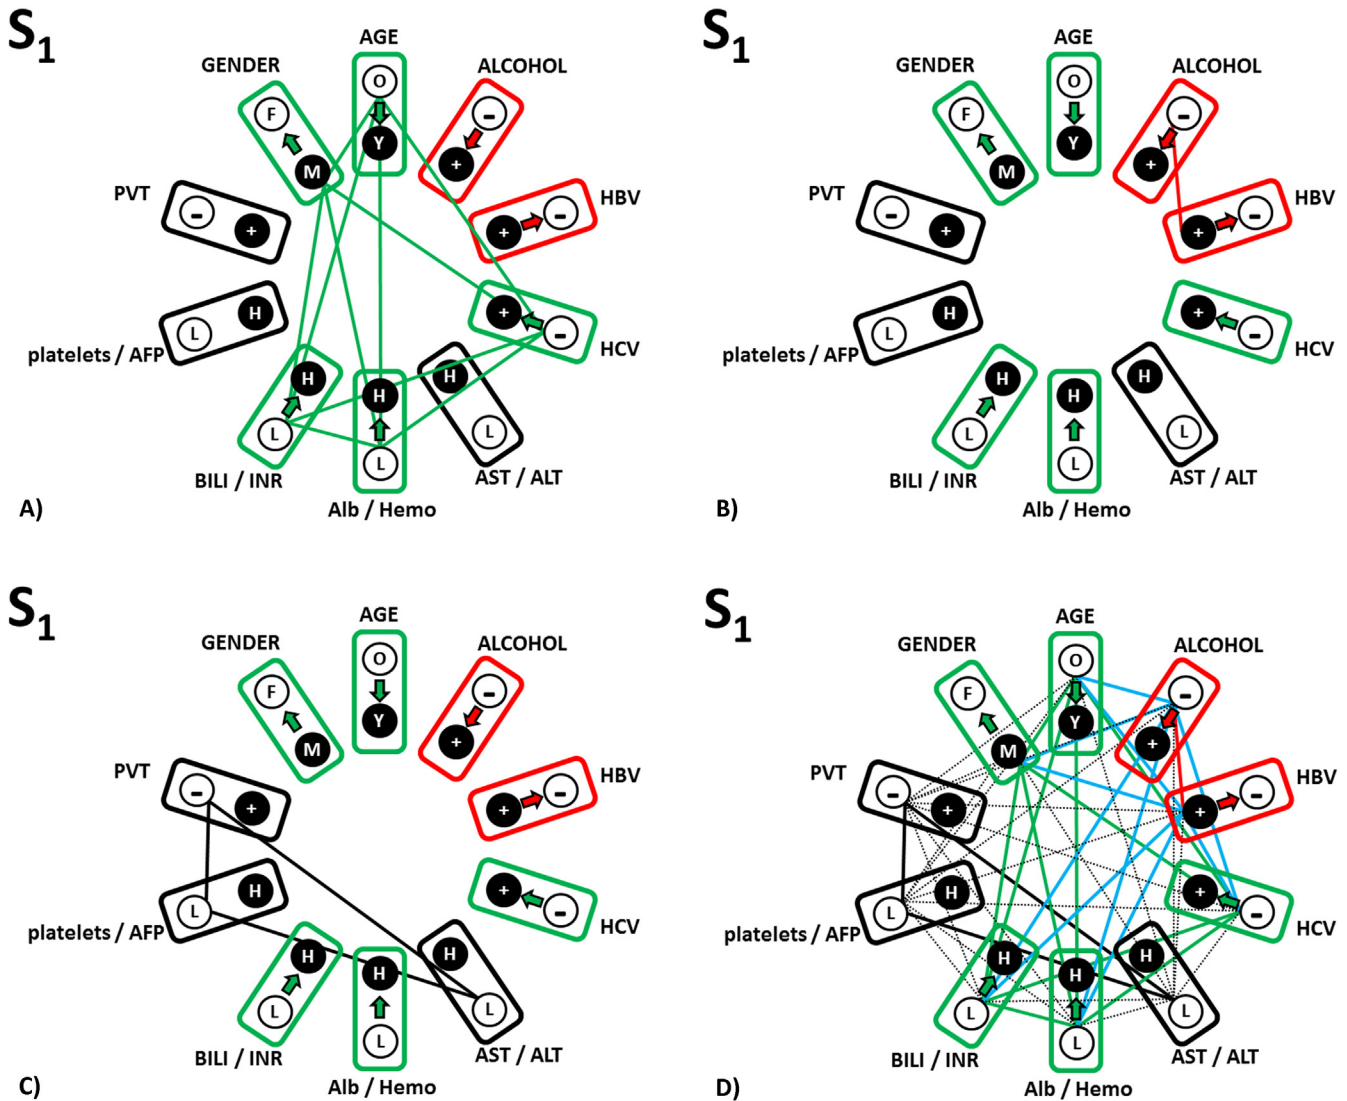 S1
AGE
GENDER
ALCOHOL
O
F
-
Y
+
M
PVT
HBV
-
+
+
-
H
+
L
-
platelets / AFP
HCV
H
H
H
L
L
L
BILI / INR
AST / ALT
A)
Alb / Hemo
S1
AGE
GENDER
ALCOHOL
O
F
-
Y
+
M
PVT
HBV
-
+
+
-
H
+
L
-
platelets / AFP
HCV
H
H
H
L
L
L
BILI / INR
AST / ALT
B)
Alb / Hemo
S1
AGE
GENDER
ALCOHOL
O
F
-
Y
+
M
PVT
HBV
-
+
+
-
H
+
L
-
platelets / AFP
HCV
H
H
H
L
L
L
BILI / INR
AST / ALT
C)
Alb / Hemo
S1
AGE
GENDER
ALCOHOL
O
F
-
Y
+
M
PVT
HBV
-
+
+
-
H
+
L
-
platelets / AFP
HCV
H
H
H
L
L
L
BILI / INR
AST / ALT
D)
Alb / Hemo